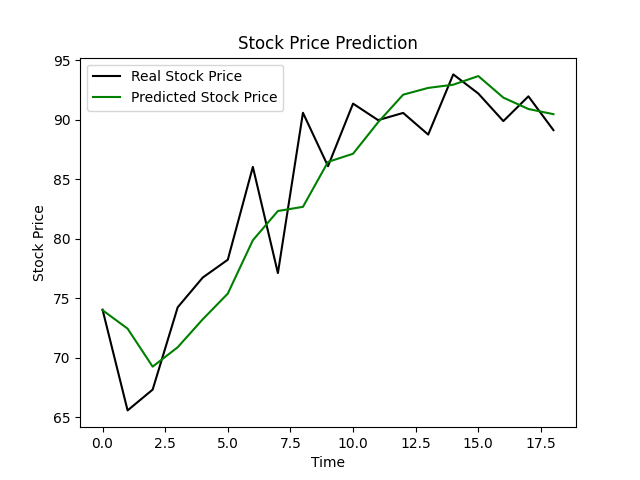 Stock Price Prediction
Real Stock Price
Predicted Stock Price
95
90
85
80
75
70
65
Stock Price
0.0 2.5 5.0 7.5 10.0 12.5 15.0 17.5
Time